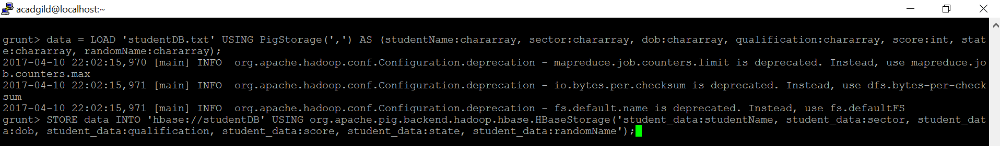 acadgild@localhost:~
grunt> data = LOAD 'studentDB.txt' USING PigStorage(',') AS (studentName:chararray, sector:chararray, dob:chararray, qualification:chararray, score:int, stat
e:chararray, randomName:chararray);
2017-04-10 22:02:15,970 [main] INFO  org.apache.hadoop.conf.Configuration.deprecation - mapreduce.job.counters.limit is deprecated. Instead, use mapreduce.jo
b.counters.max
2017-04-10 22:02:15,971 [main] INFO  org.apache.hadoop.conf.Configuration.deprecation - io.bytes.per.checksum is deprecated. Instead, use dfs.bytes-per-check
sum
2017-04-10 22:02:15,971 [main] INFO  org.apache.hadoop.conf.Configuration.deprecation - fs.default.name is deprecated. Instead, use fs.defaultFS
grunt> STORE data INTO 'hbase://studentDB' USING org.apache.pig.backend.hadoop.hbase.HBaseStorage('student_data:studentName, student_data:sector, student_dat
a:dob, student_data:qualification, student_data:score, student_data:state, student_data:randomName');